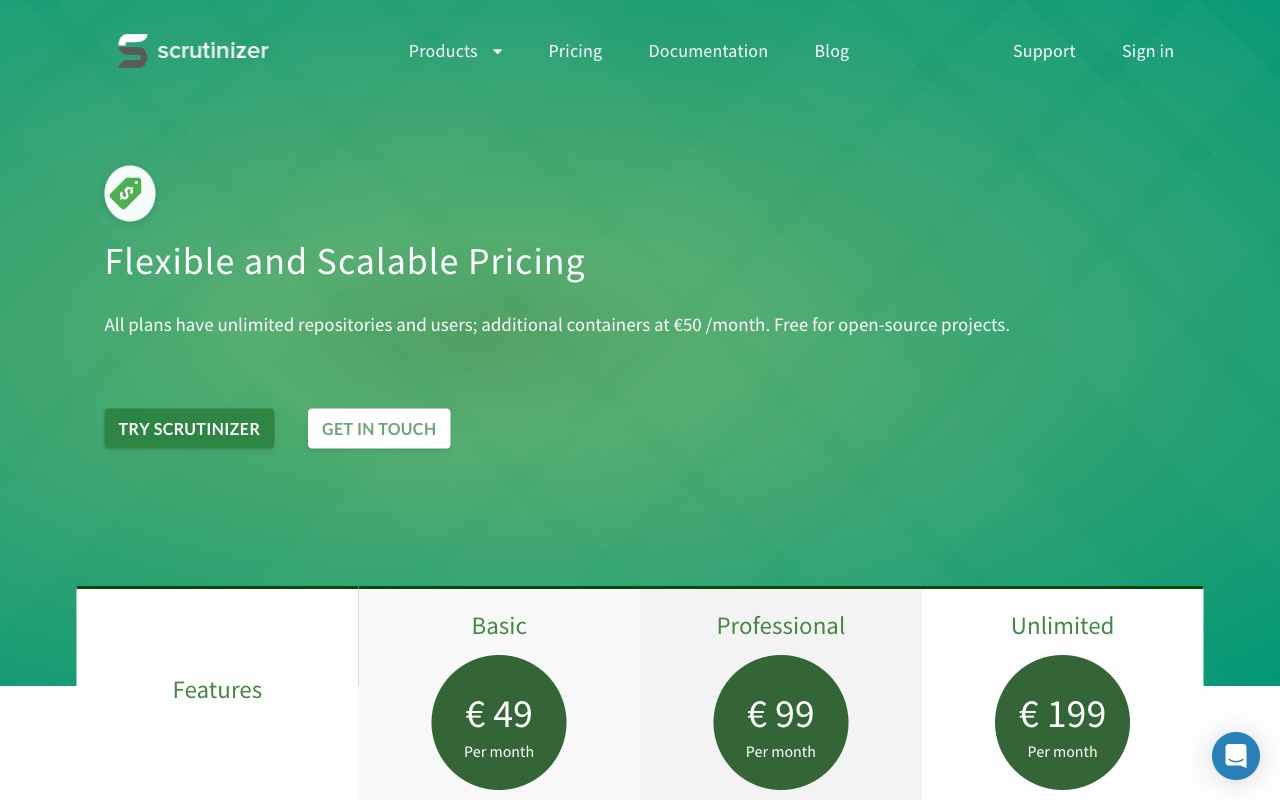 scrutinizer
Products
Pricing
Documentation
Blog
Support
Sign in
Flexible and Scalable Pricing
All plans have unlimited repositories and users; additional containers at €50 /month. Free for open-source projects.
TRY SCRUTINIZER
GET IN TOUCH
Features
Basic
€ 49
Per month
Professional
€ 99
Per month
Unlimited
€ 199
Per month